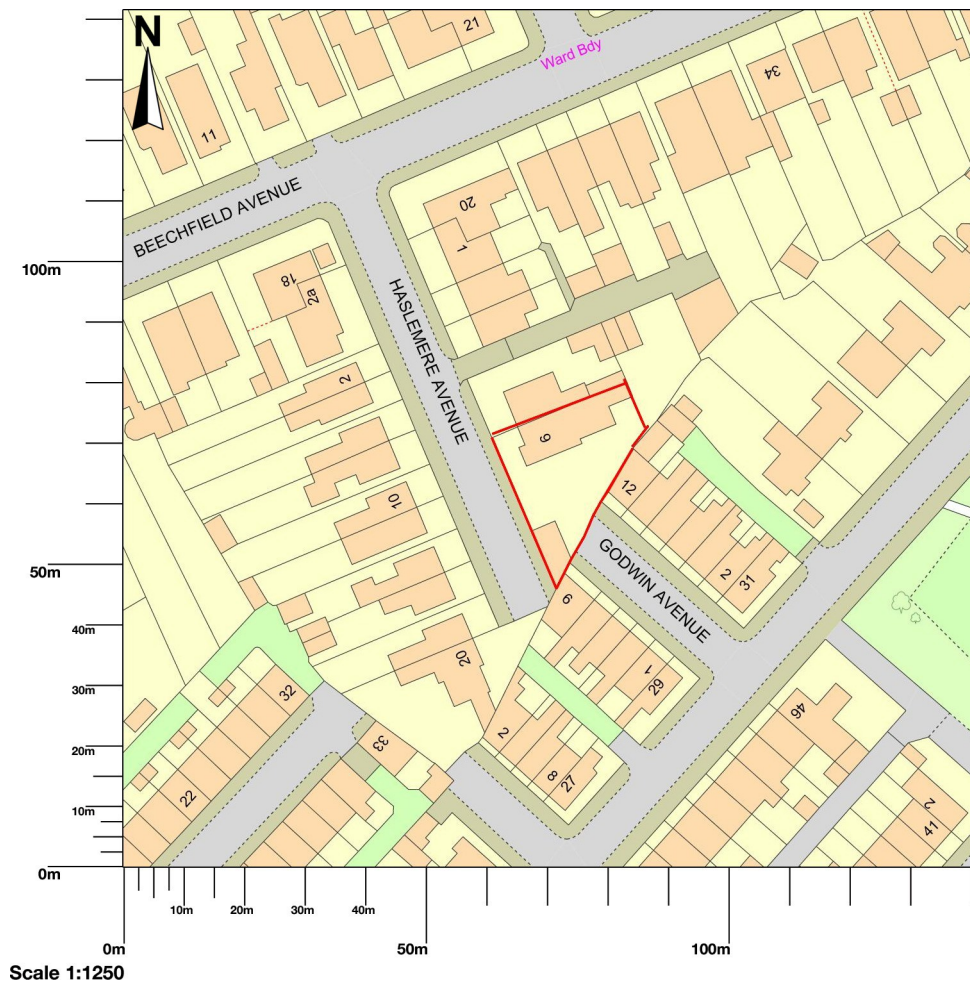 N
21
Ward Bdy
34
11
BEECHFIELD AVENUE
20
1
18
2a
HASLEMERE AVENUE
2
9
10
12
GODWIN AVENUE
2
31
6
20
1
29
32
33
2
8
27
22
46
2
41
100m
50m
40m
30m
20m
10m
0m
10m
20m
30m
40m
0m
50m
100m
Scale 1:1250